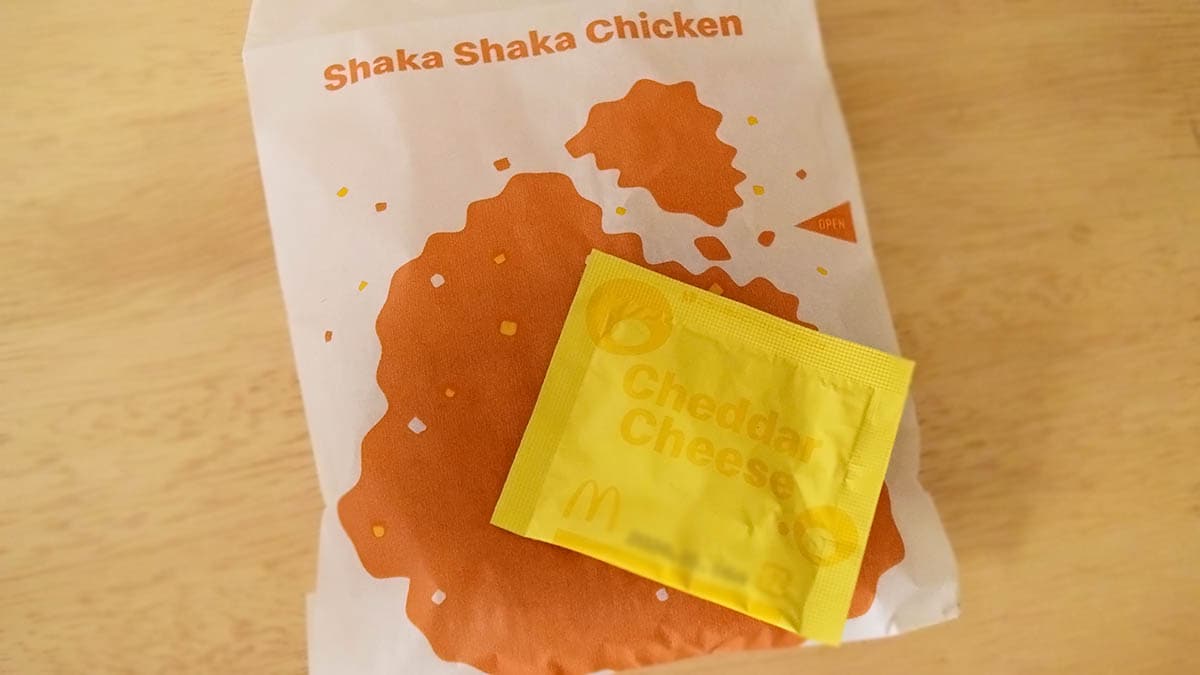 Shaka Shaka Chicken
OPEN
Cheddar
Cheese